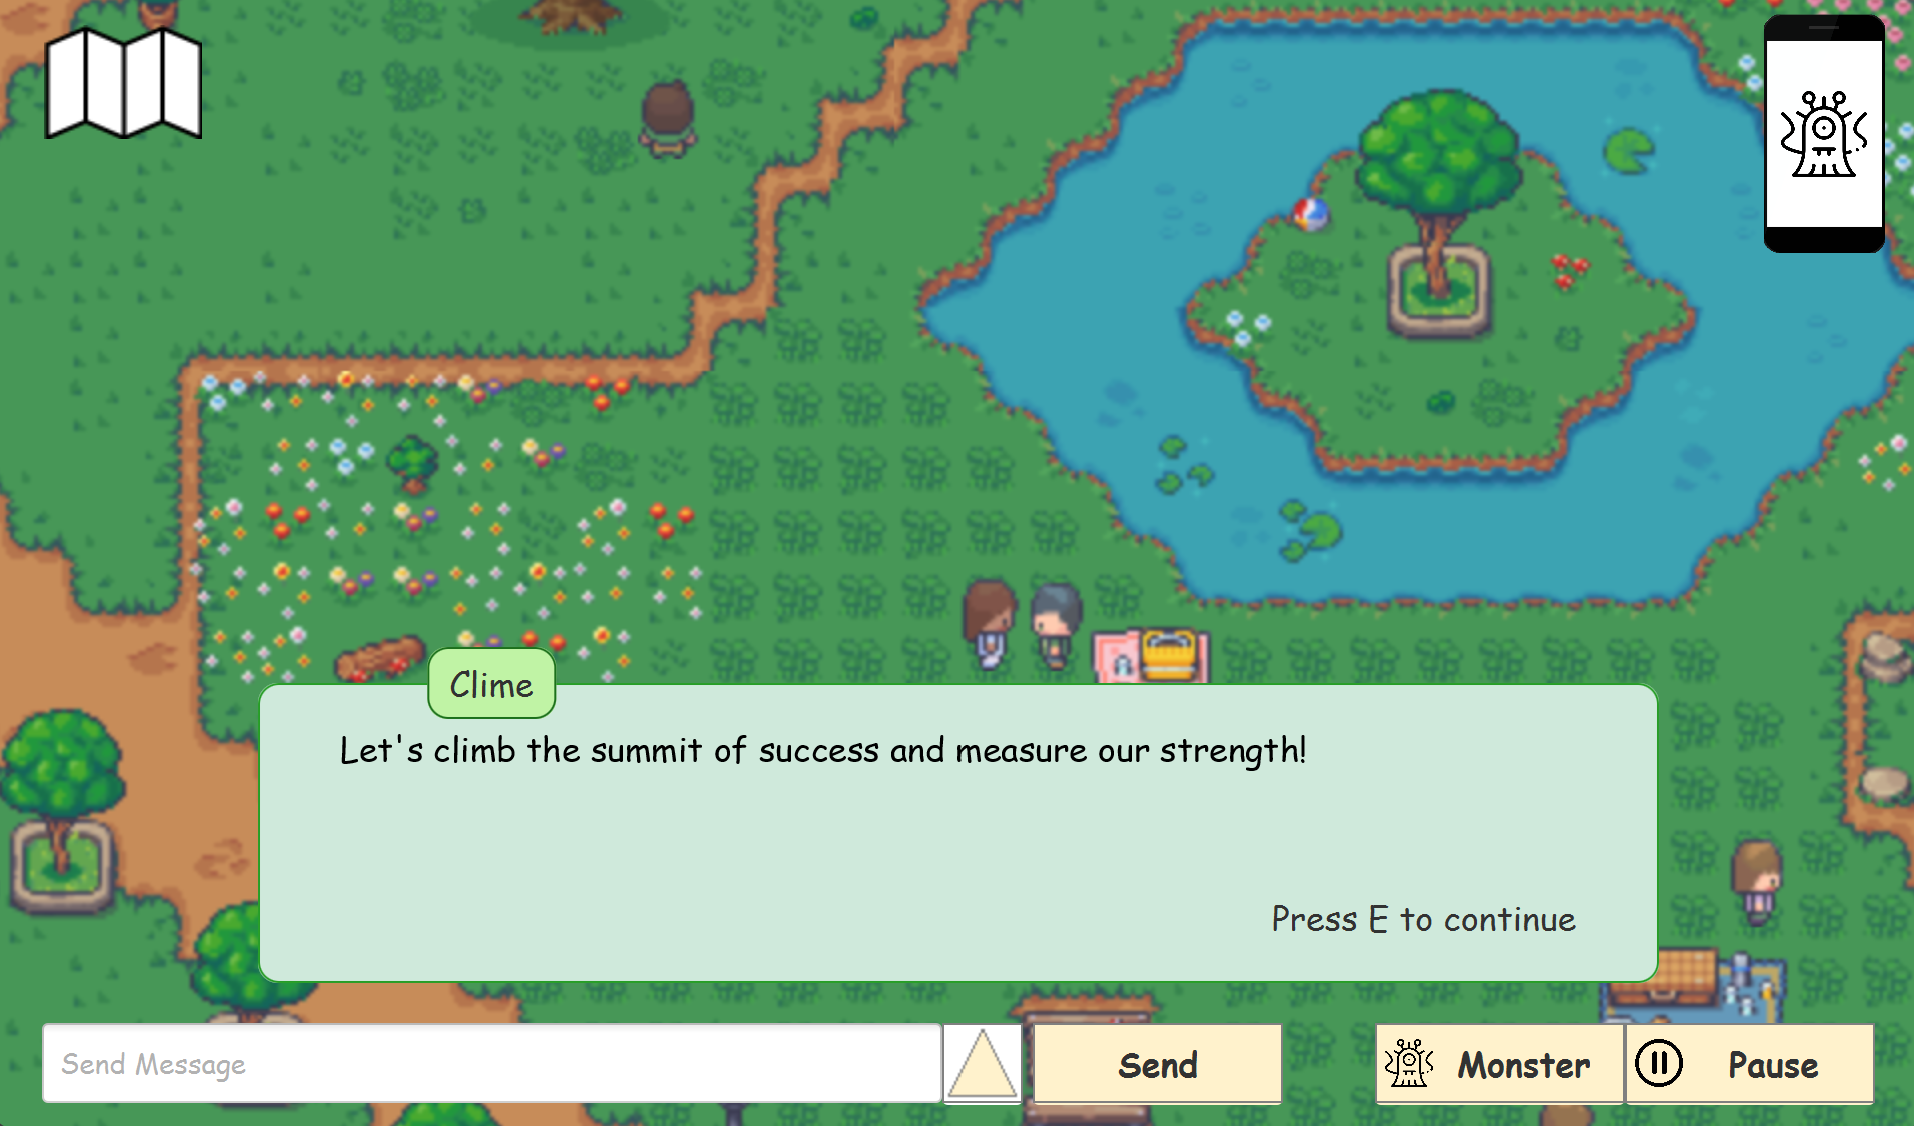 Clime
Let's climb the summit of success and measure our strength!
Press E to continue
Send Message
Send
Monster
Pause